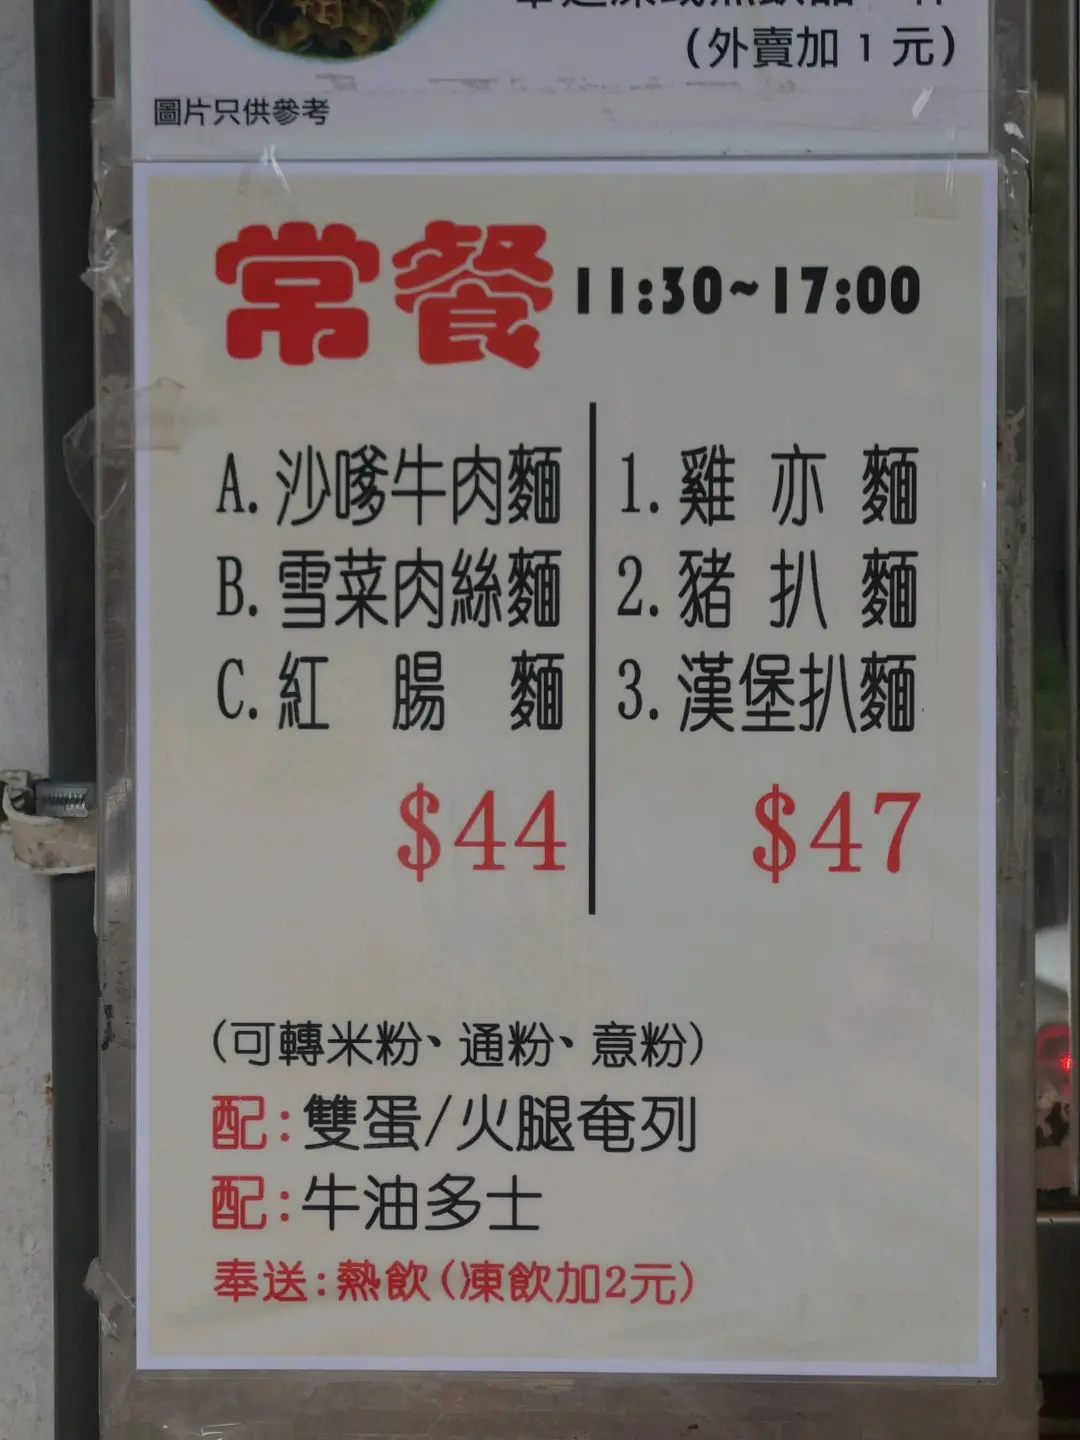 (外賣加1元)
圖片只供參考
常餐 11:30~17:00
A. 沙嗲牛肉麵
B. 雪菜肉絲麵
C. 紅腸麵
$44
1. 雞亦麵
2. 豬扒麵
3. 漢堡扒麵
$47
(可轉米粉、通粉、意粉)
配:雙蛋/火腿奄列
配:牛油多士
奉送:熱飲(凍飲加2元)